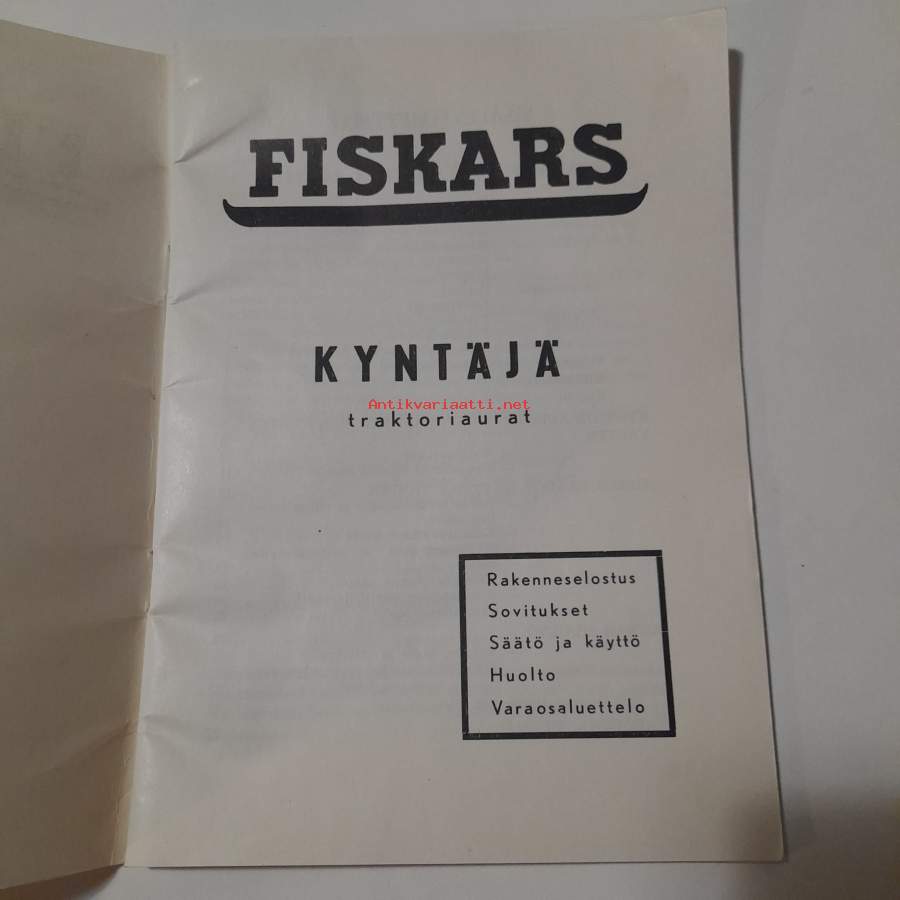 FISKARS
KYNTÄJÄ
Antikvariaatti.net
traktoriaurat
Rakenneselostus
Sovitukset
Säätö ja käyttö
Huolto
Varaosaluettelo